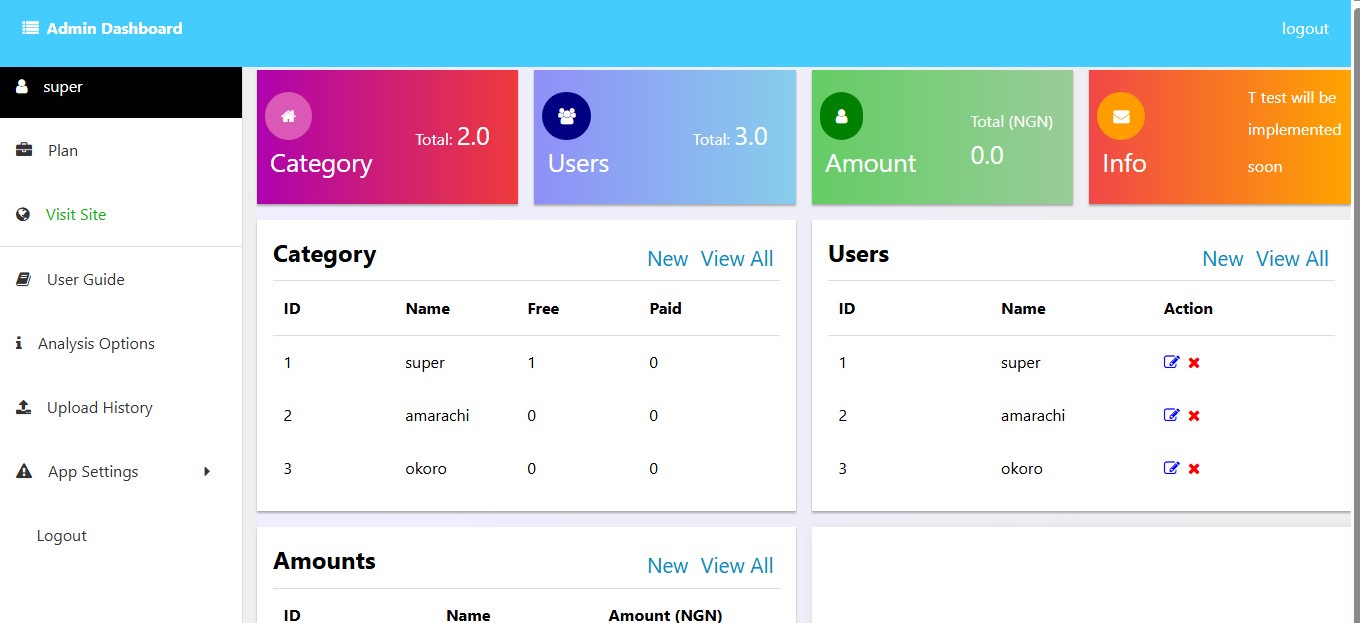 Admin Dashboard
logout
super
Plan
Visit Site
User Guide
Analysis Options
Upload History
App Settings
Logout
Category
Total: 2.0
Users
Total: 3.0
Amount
Total (NGN)
0.0
Info
T test will be
implemented
soon
Category
New View All
ID Name Free Paid
1 super 1 0
2 amarachi 0 0
3 okoro 0 0
Users
New View All
ID Name Action
1 super
2 amarachi
3 okoro
Amounts
New View All
ID Name Amount (NGN)